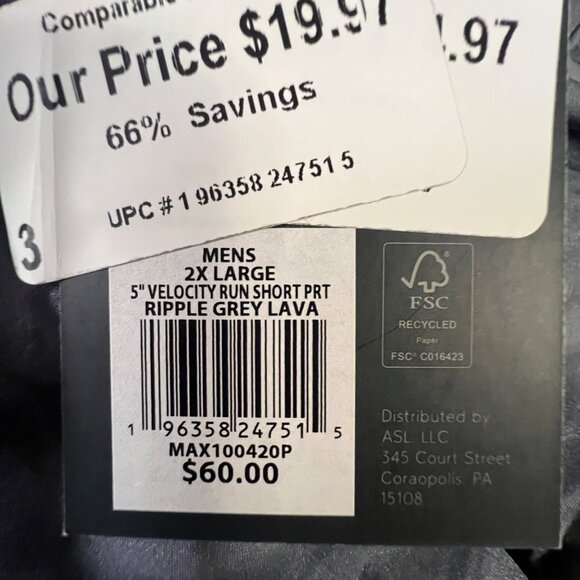 Comparable
Our Price $19.97
.97
66% Savings
UPC # 1 96358 24751 5
3
MENS
2X LARGE
5" VELOCITY RUN SHORT PRT
RIPPLE GREY LAVA
1 96358 24751 5
MAX100420P
$60.00
®
FSC
RECYCLED
Paper
FSC® C016423
Distributed by
ASL, LLC
345 Court Street
Coraopolis, PA
15108